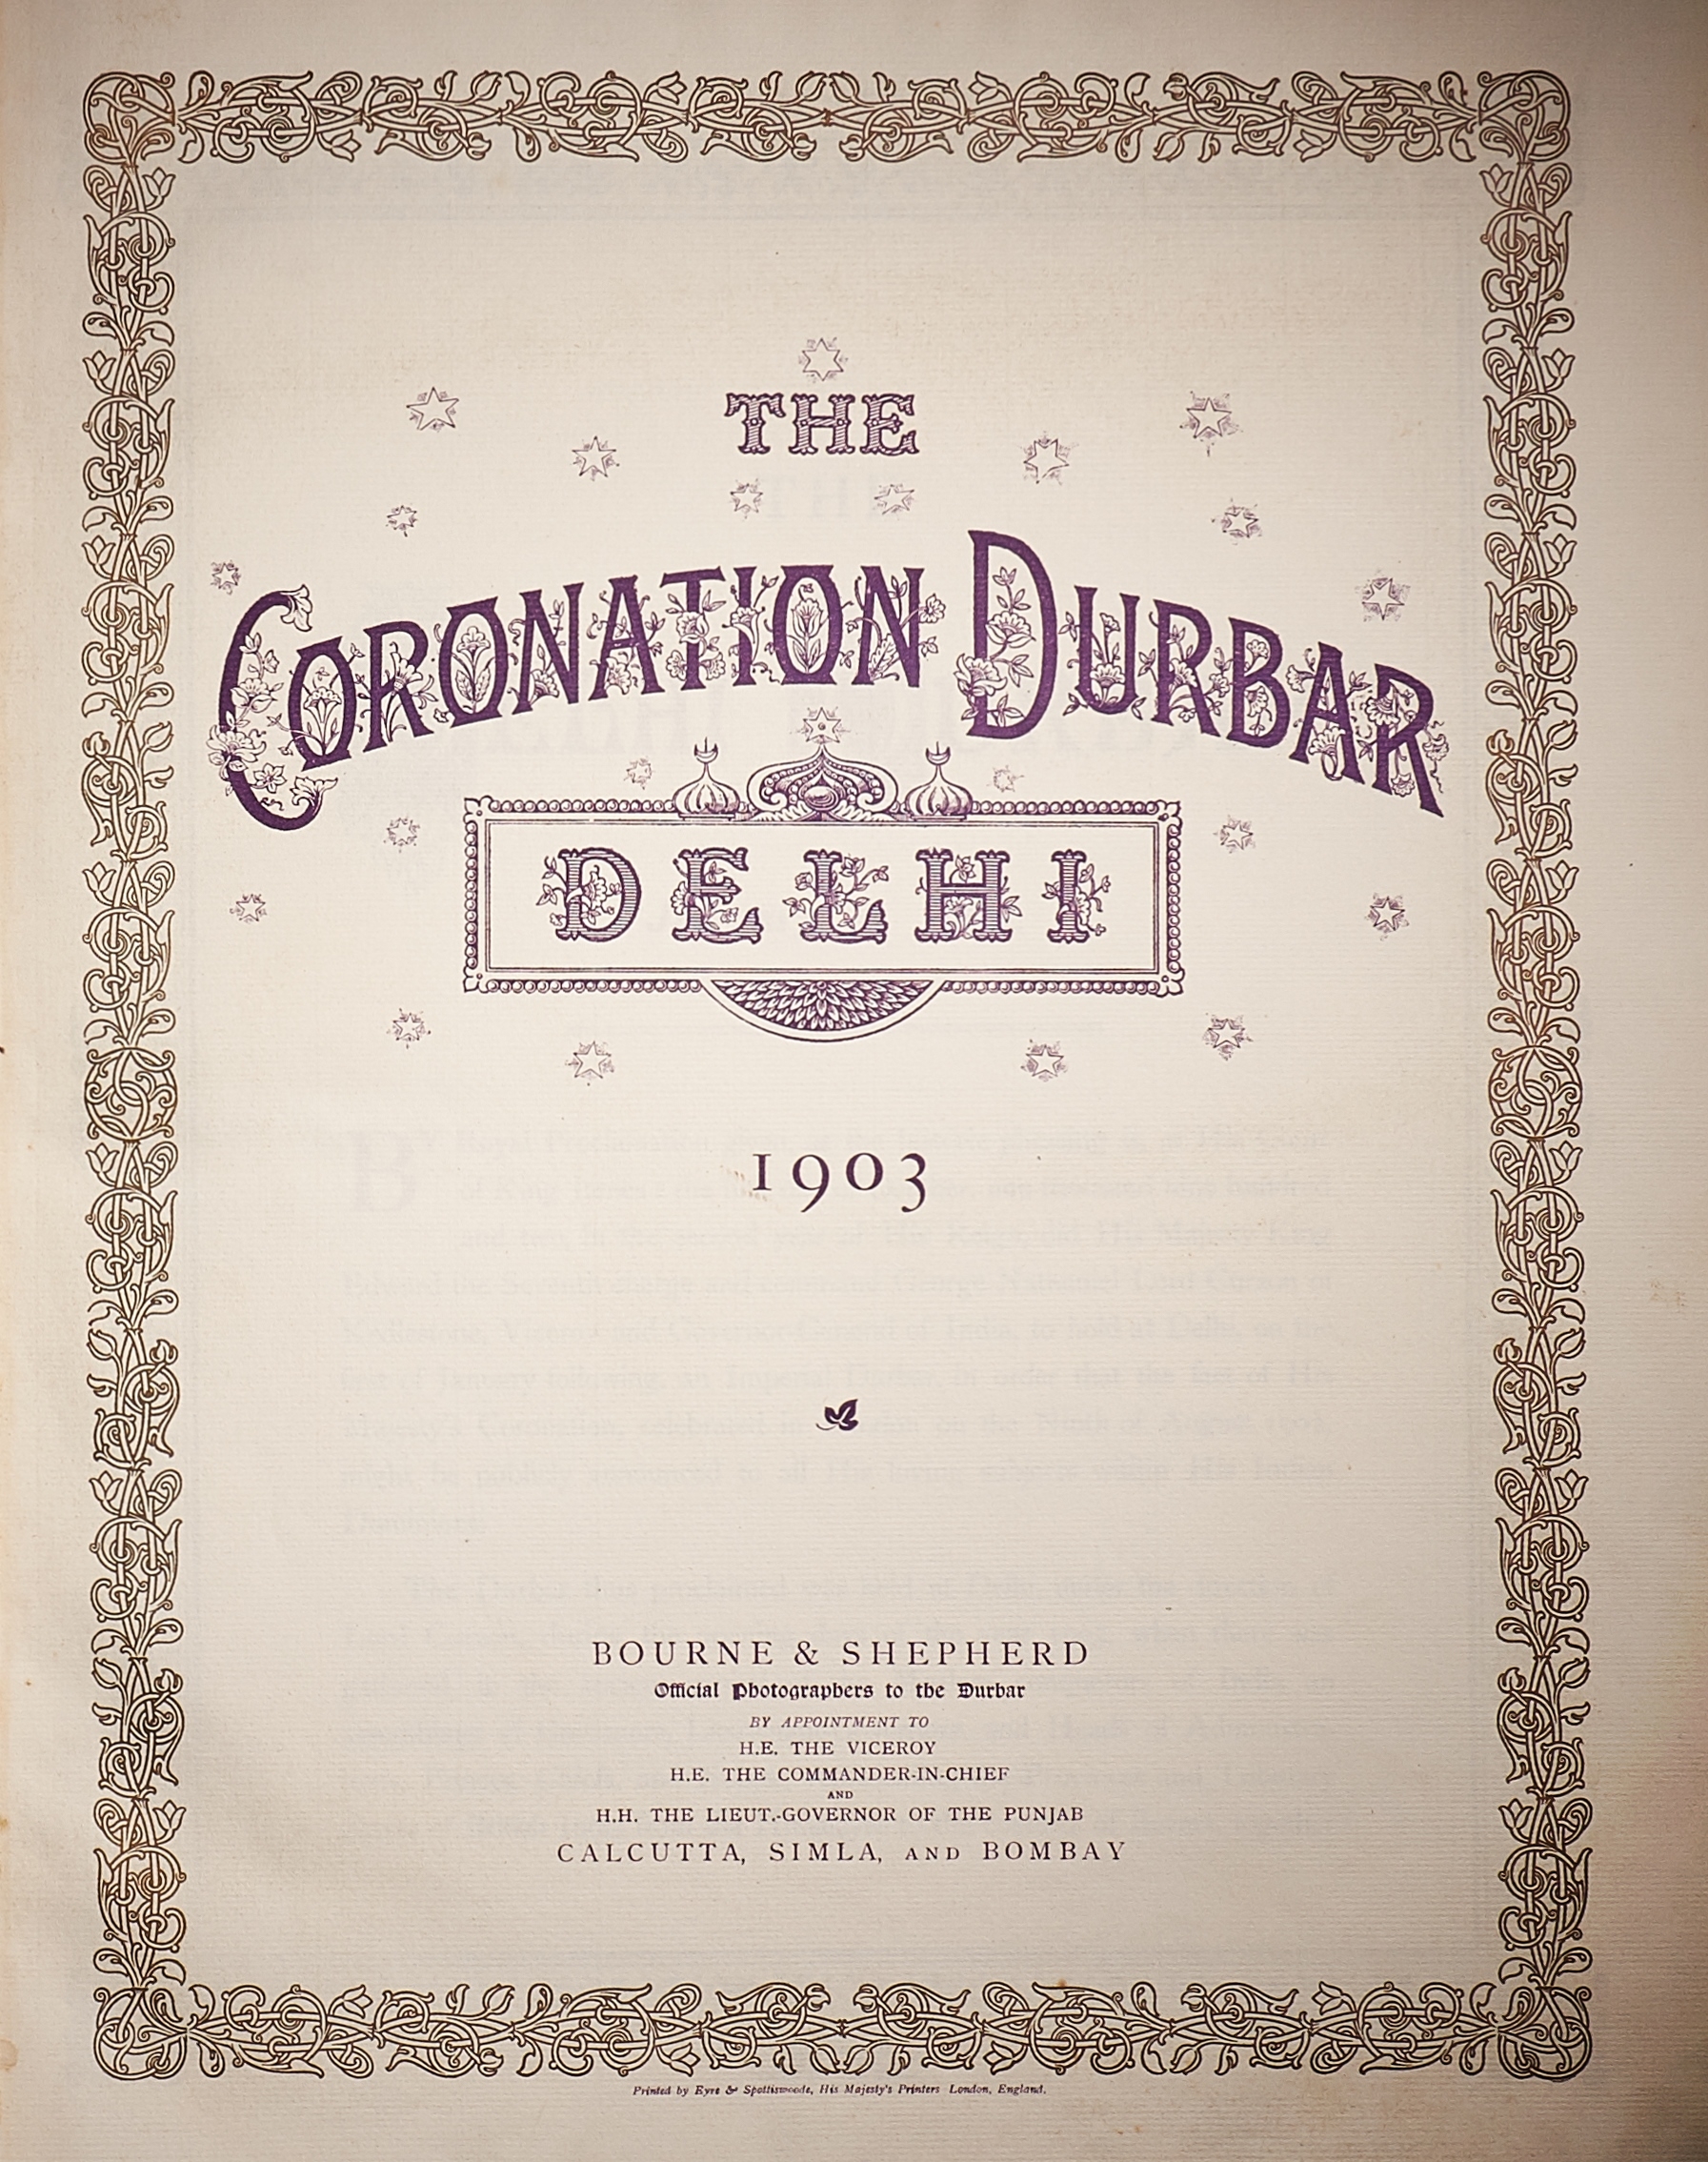 THE
CORONATION DURBAR
DELHI
1903
BOURNE & SHEPHERD
Official Photographers to the Durbar
BY APPOINTMENT TO
H.E. THE VICEROY
H.E. THE COMMANDER-IN-CHIEF
AND
H.H. THE LIEUT.-GOVERNOR OF THE PUNJAB
CALCUTTA, SIMLA, AND BOMBAY
Printed by Eyre & Spottiswoode, His Majesty's Printers London, England.